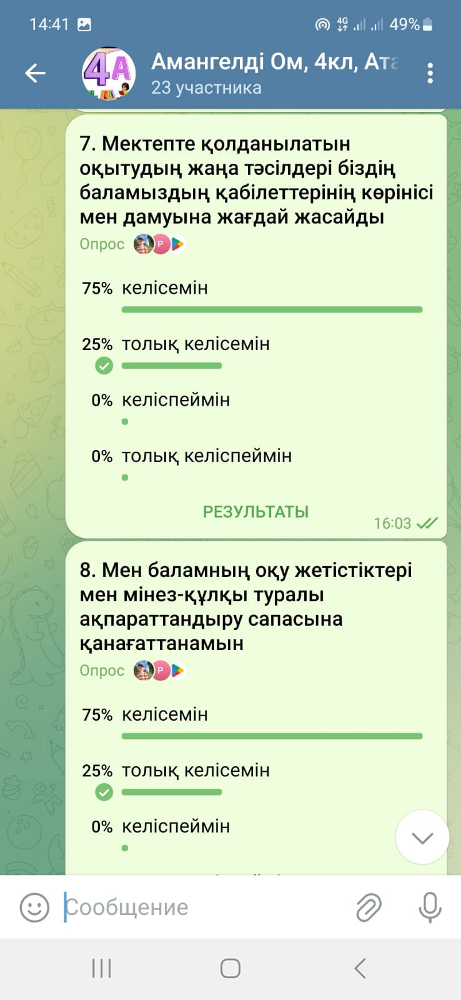 14:41 4G 49%
4А Амангелді Ом, 4кл, Ата
23 участника
7. Мектепте қолданылатын
оқытудың жаңа тәсілдері біздің
баламыздың қабілеттерінің көрінісі
мен дамуына жағдай жасайды
Опрос Р
75% келісемін
25% толық келісемін
0% келіспеймін
0% толық келіспеймін
РЕЗУЛЬТАТЫ
16:03
8. Мен баламның оқу жетістіктері
мен мінез-құлқы туралы
ақпараттандыру сапасына
қанағаттанамын
Опрос Р
75% келісемін
25% толық келісемін
0% келіспеймін
Сообщение